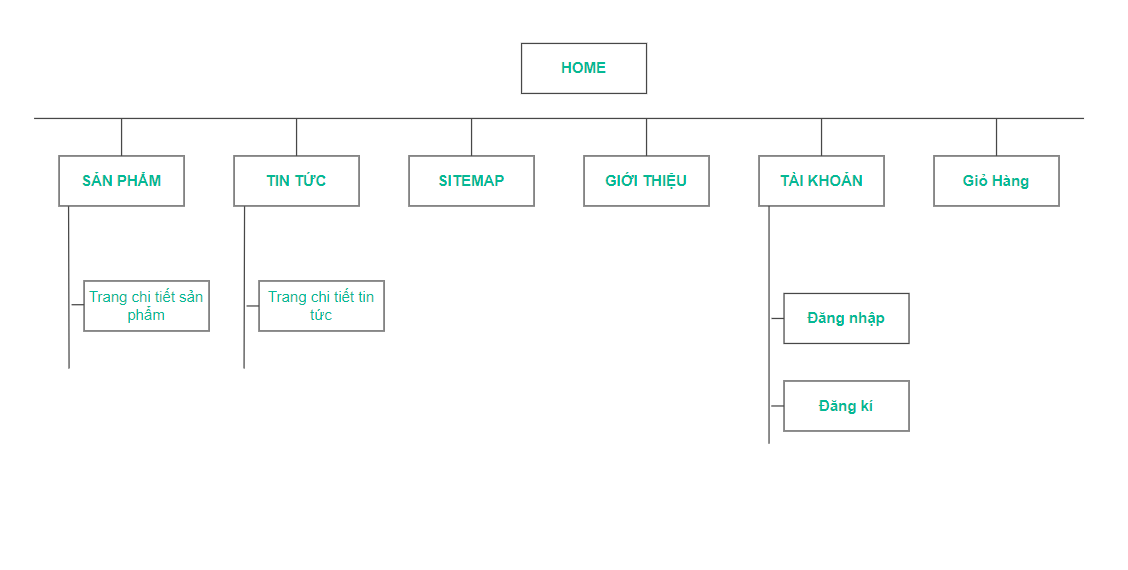 HOME
SẢN PHẨM
TIN TỨC
SITEMAP
GIỚI THIỆU
TÀI KHOẢN
Giỏ Hàng
Trang chi tiết sản
phẩm
Trang chi tiết tin
tức
Đăng nhập
Đăng kí